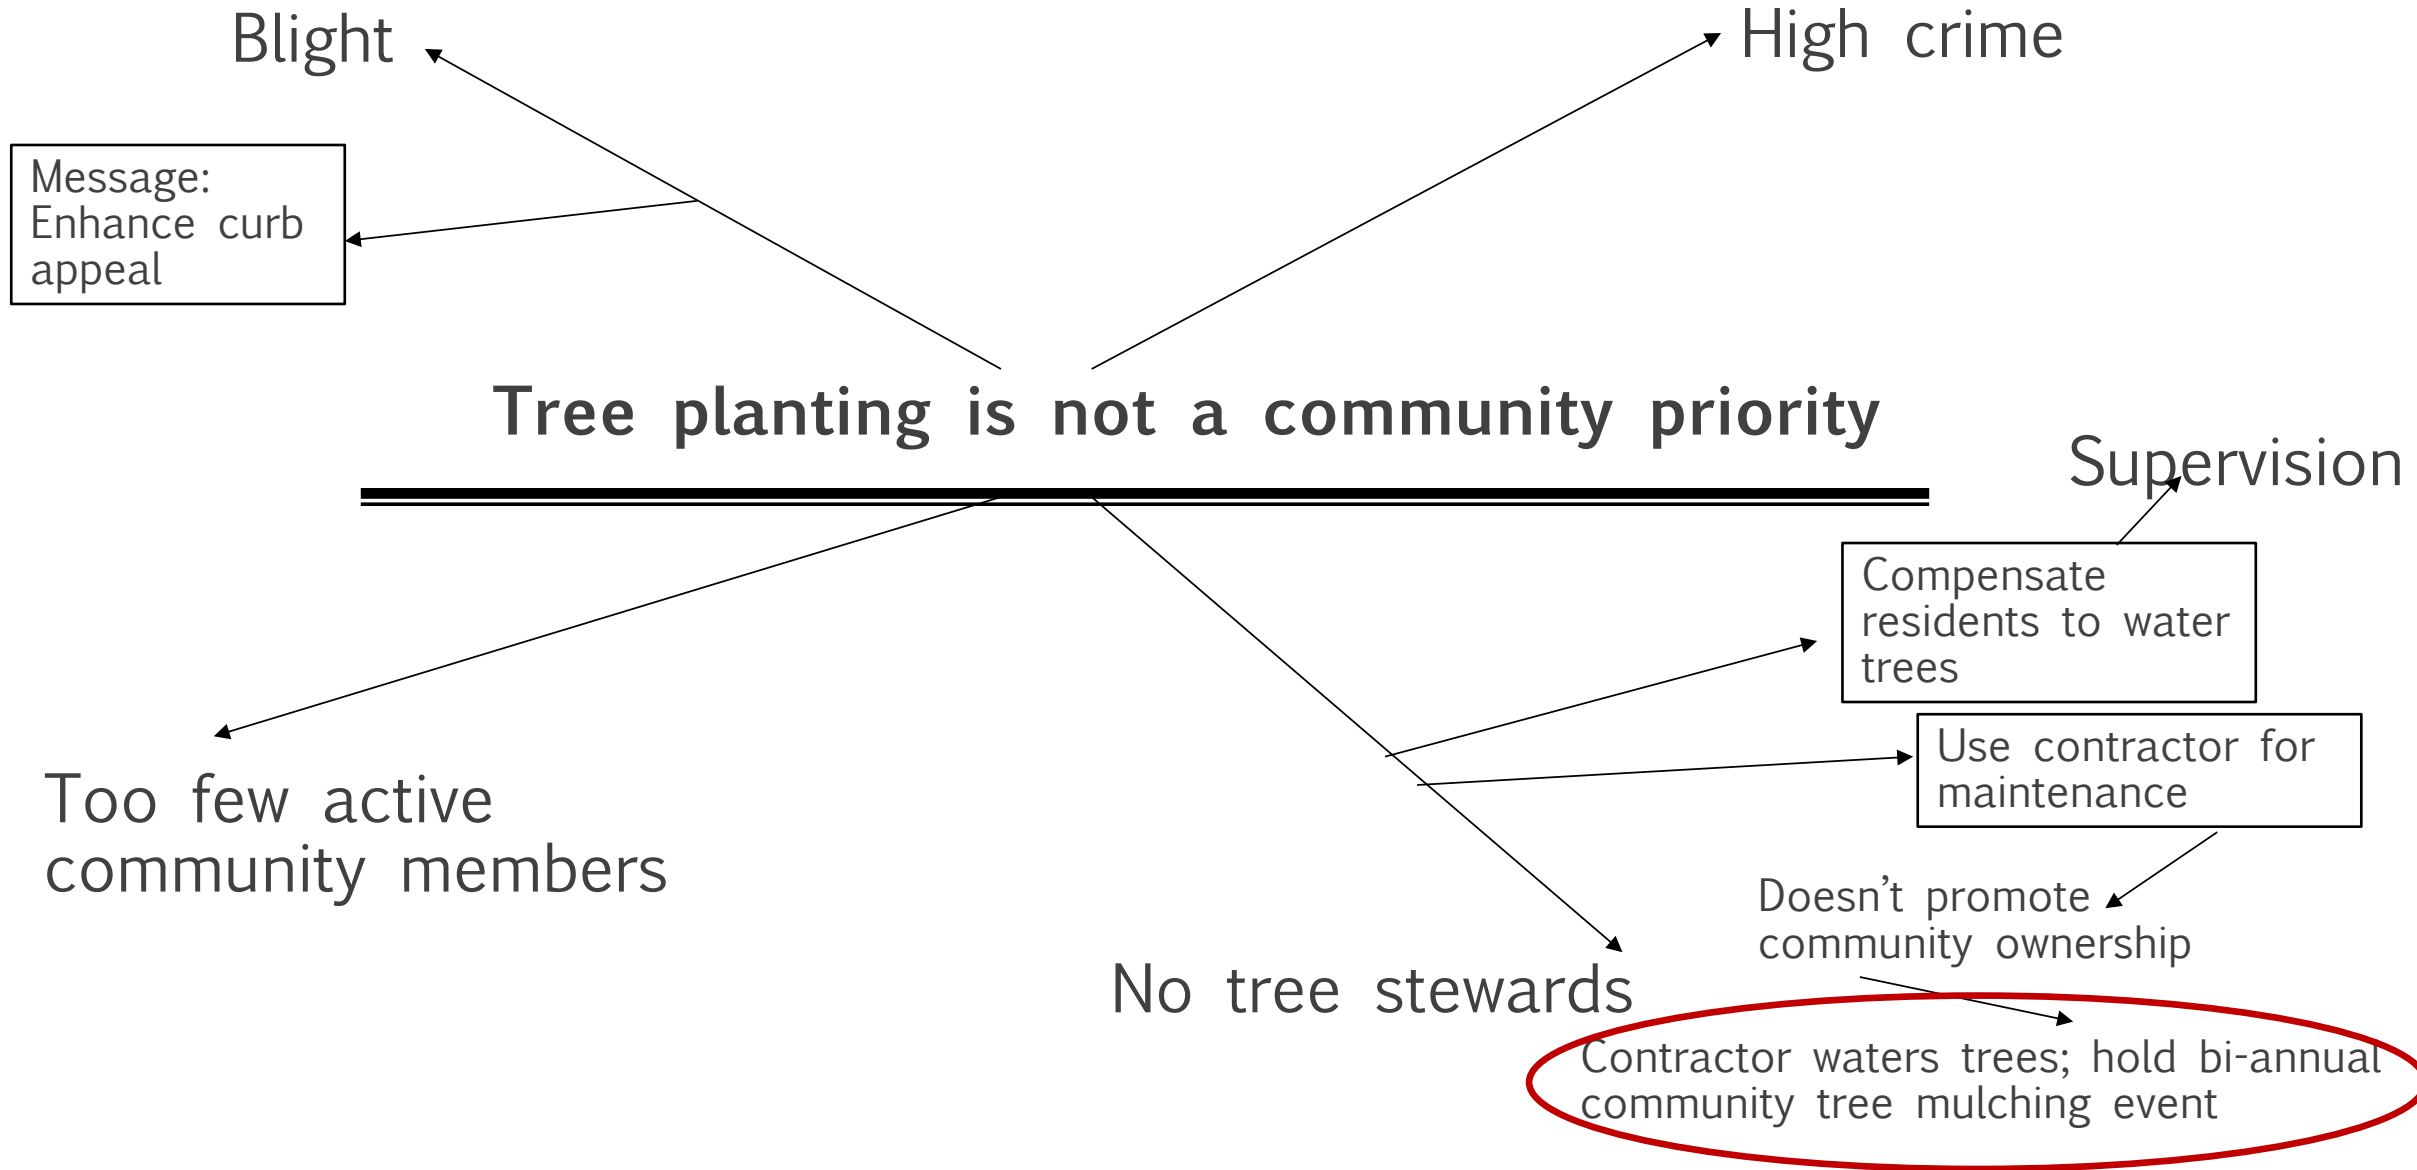 Blight
High crime
Message:
Enhance curb
appeal
Tree planting is not a community priority
Supervision
Compensate
residents to water
trees
Use contractor for
maintenance
Too few active
community members
Doesn’t promote
community ownership
No tree stewards
Contractor waters trees; hold bi-annual
community tree mulching event